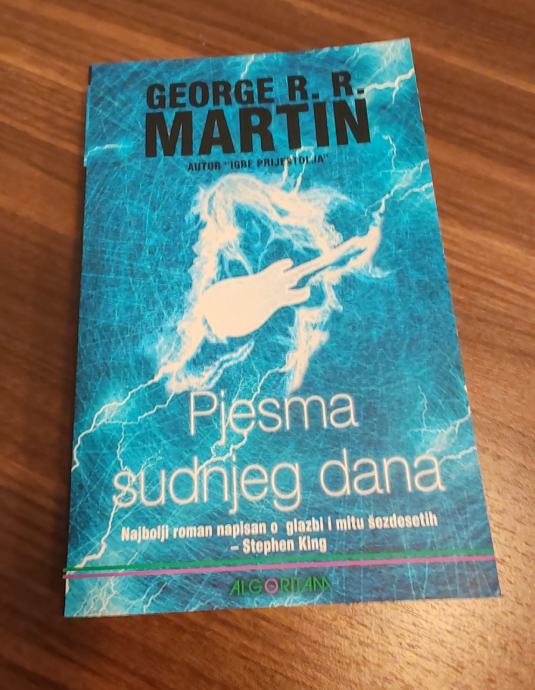 GEORGE R. R.
MARTIN
AUTOR "IGRE PRIJESTOLJA"
Pjesma
sudnjeg dana
Najbolji roman napisan o glazbi i mitu šezdesetih
– Stephen King
ALGORITAM